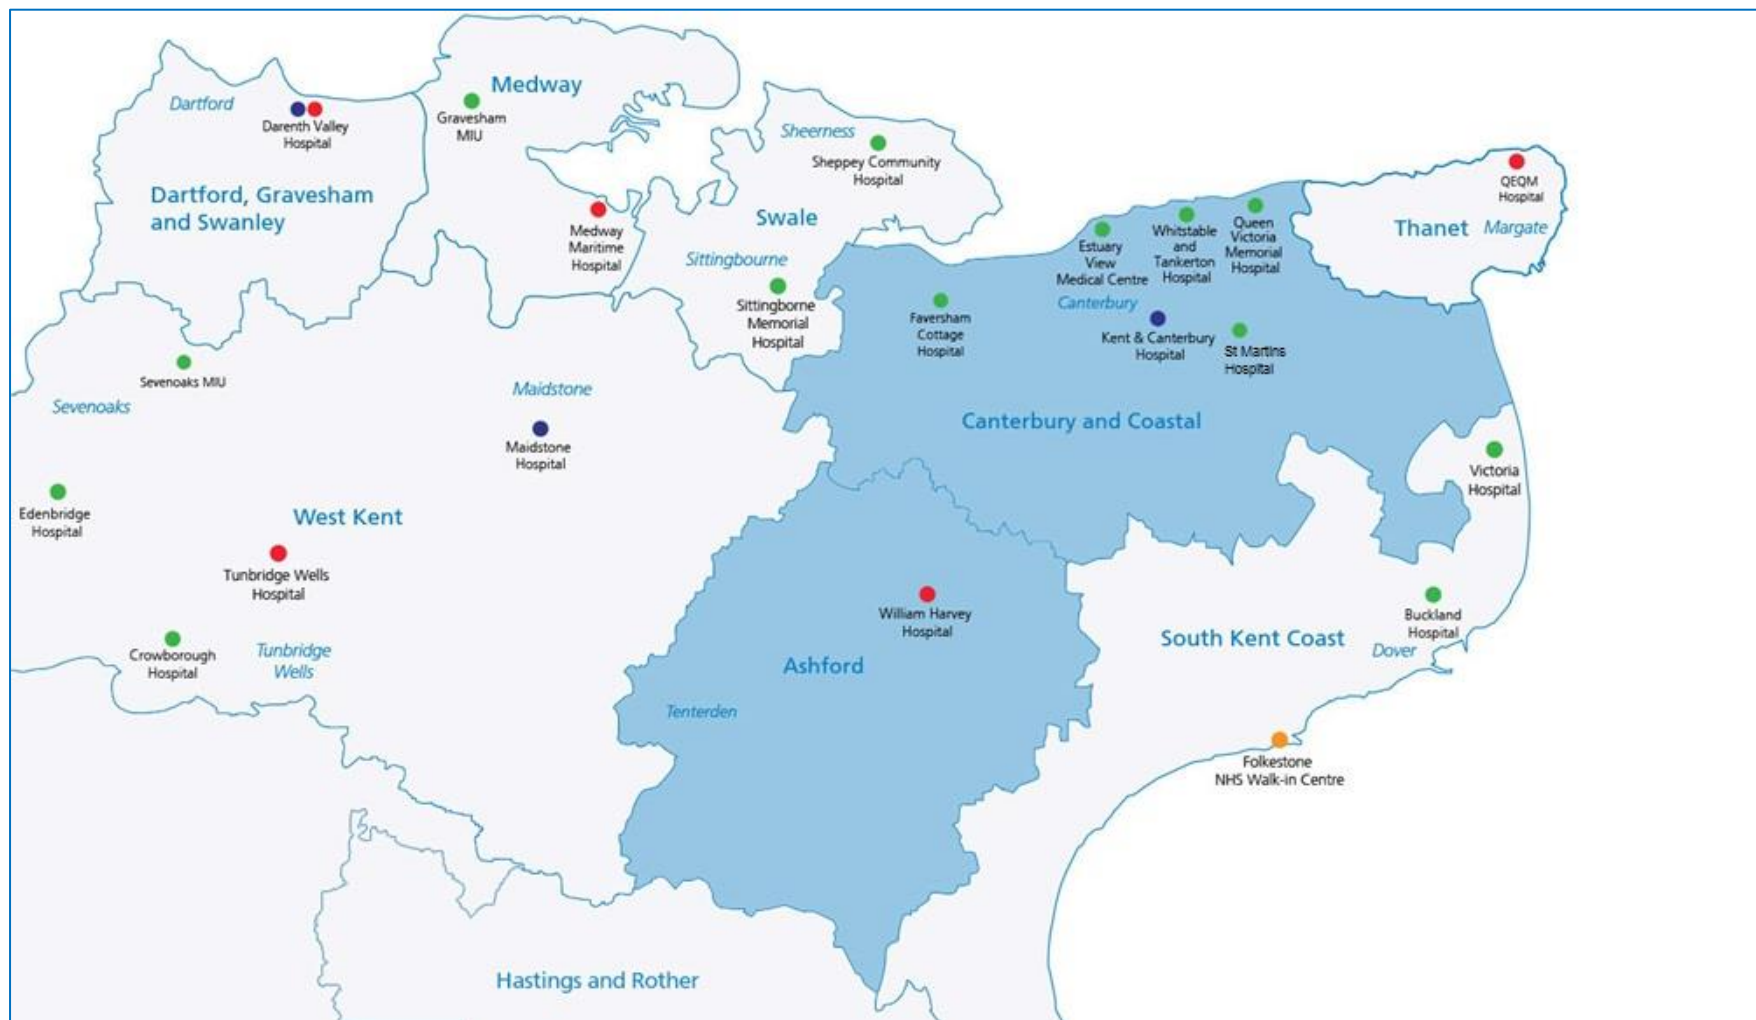 Medway
Dartford
Darenth Valley
Hospital
Gravesham
MIU
Sheerness
Sheppey Community
Hospital
QEQM
Hospital
Dartford, Gravesham
and Swanley
Medway
Maritime
Hospital
Swale
Thanet
Margate
Estuary
View
Medical Centre
Whitstable
and
Tankerton
Hospital
Queen
Victoria
Memorial
Hospital
Sittingbourne
Sittingborne
Memorial
Hospital
Faversham
Cottage
Hospital
Canterbury
Kent & Canterbury
Hospital
St Martins
Hospital
Sevenoaks MIU
Sevenoaks
Maidstone
Maidstone
Hospital
Canterbury and Coastal
Victoria
Hospital
Edenbridge
Hospital
West Kent
Tunbridge Wells
Hospital
William Harvey
Hospital
Buckland
Hospital
South Kent Coast
Dover
Crowborough
Hospital
Tunbridge
Wells
Ashford
Tenterden
Folkestone
NHS Walk-in Centre
Hastings and Rother